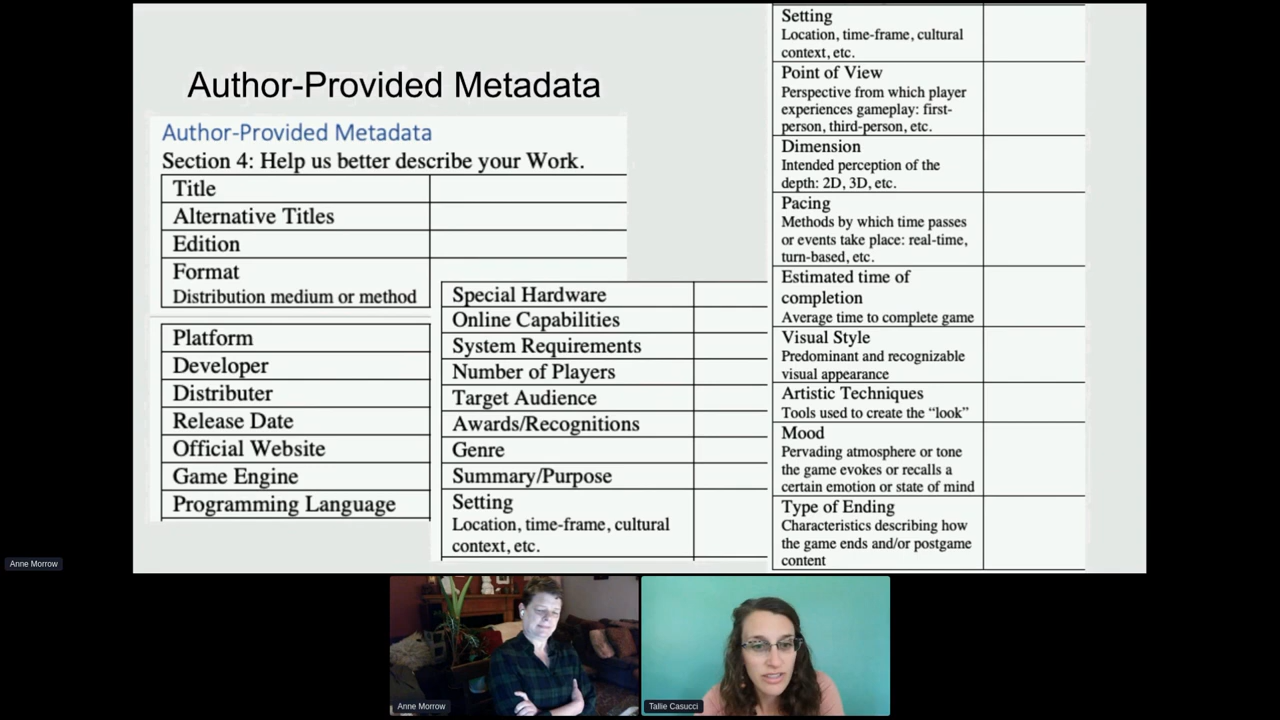 Author-Provided Metadata
Author-Provided Metadata
Section 4: Help us better describe your Work.
Title
Alternative Titles
Edition
Format
Distribution medium or method
Platform
Developer
Distributer
Release Date
Official Website
Game Engine
Programming Language
Special Hardware
Online Capabilities
System Requirements
Number of Players
Target Audience
Awards/Recognitions
Genre
Summary/Purpose
Setting
Location, time-frame, cultural
context, etc.
Setting
Location, time-frame, cultural
context, etc.
Point of View
Perspective from which player
experiences gameplay: first-
person, third-person, etc.
Dimension
Intended perception of the
depth: 2D, 3D, etc.
Pacing
Methods by which time passes
or events take place: real-time,
turn-based, etc.
Estimated time of
completion
Average time to complete game
Visual Style
Predominant and recognizable
visual appearance
Artistic Techniques
Tools used to create the “look”
Mood
Pervading atmosphere or tone
the game evokes or recalls a
certain emotion or state of mind
Type of Ending
Characteristics describing how
the game ends and/or postgame
content
Anne Morrow
Anne Morrow
Tallie Casucci